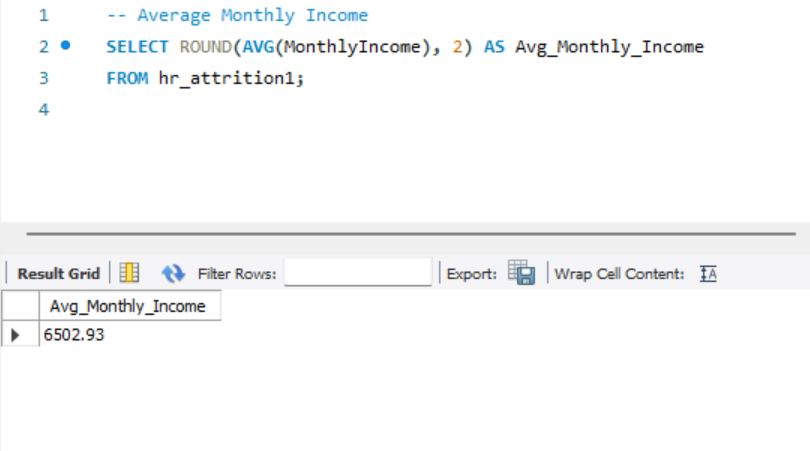 1 -- Average Monthly Income
2 SELECT ROUND(AVG(MonthlyIncome), 2) AS Avg_Monthly_Income
3 FROM hr_attrition1;
4
Result Grid Filter Rows: Export: Wrap Cell Content: IA
Avg_Monthly_Income
6502.93